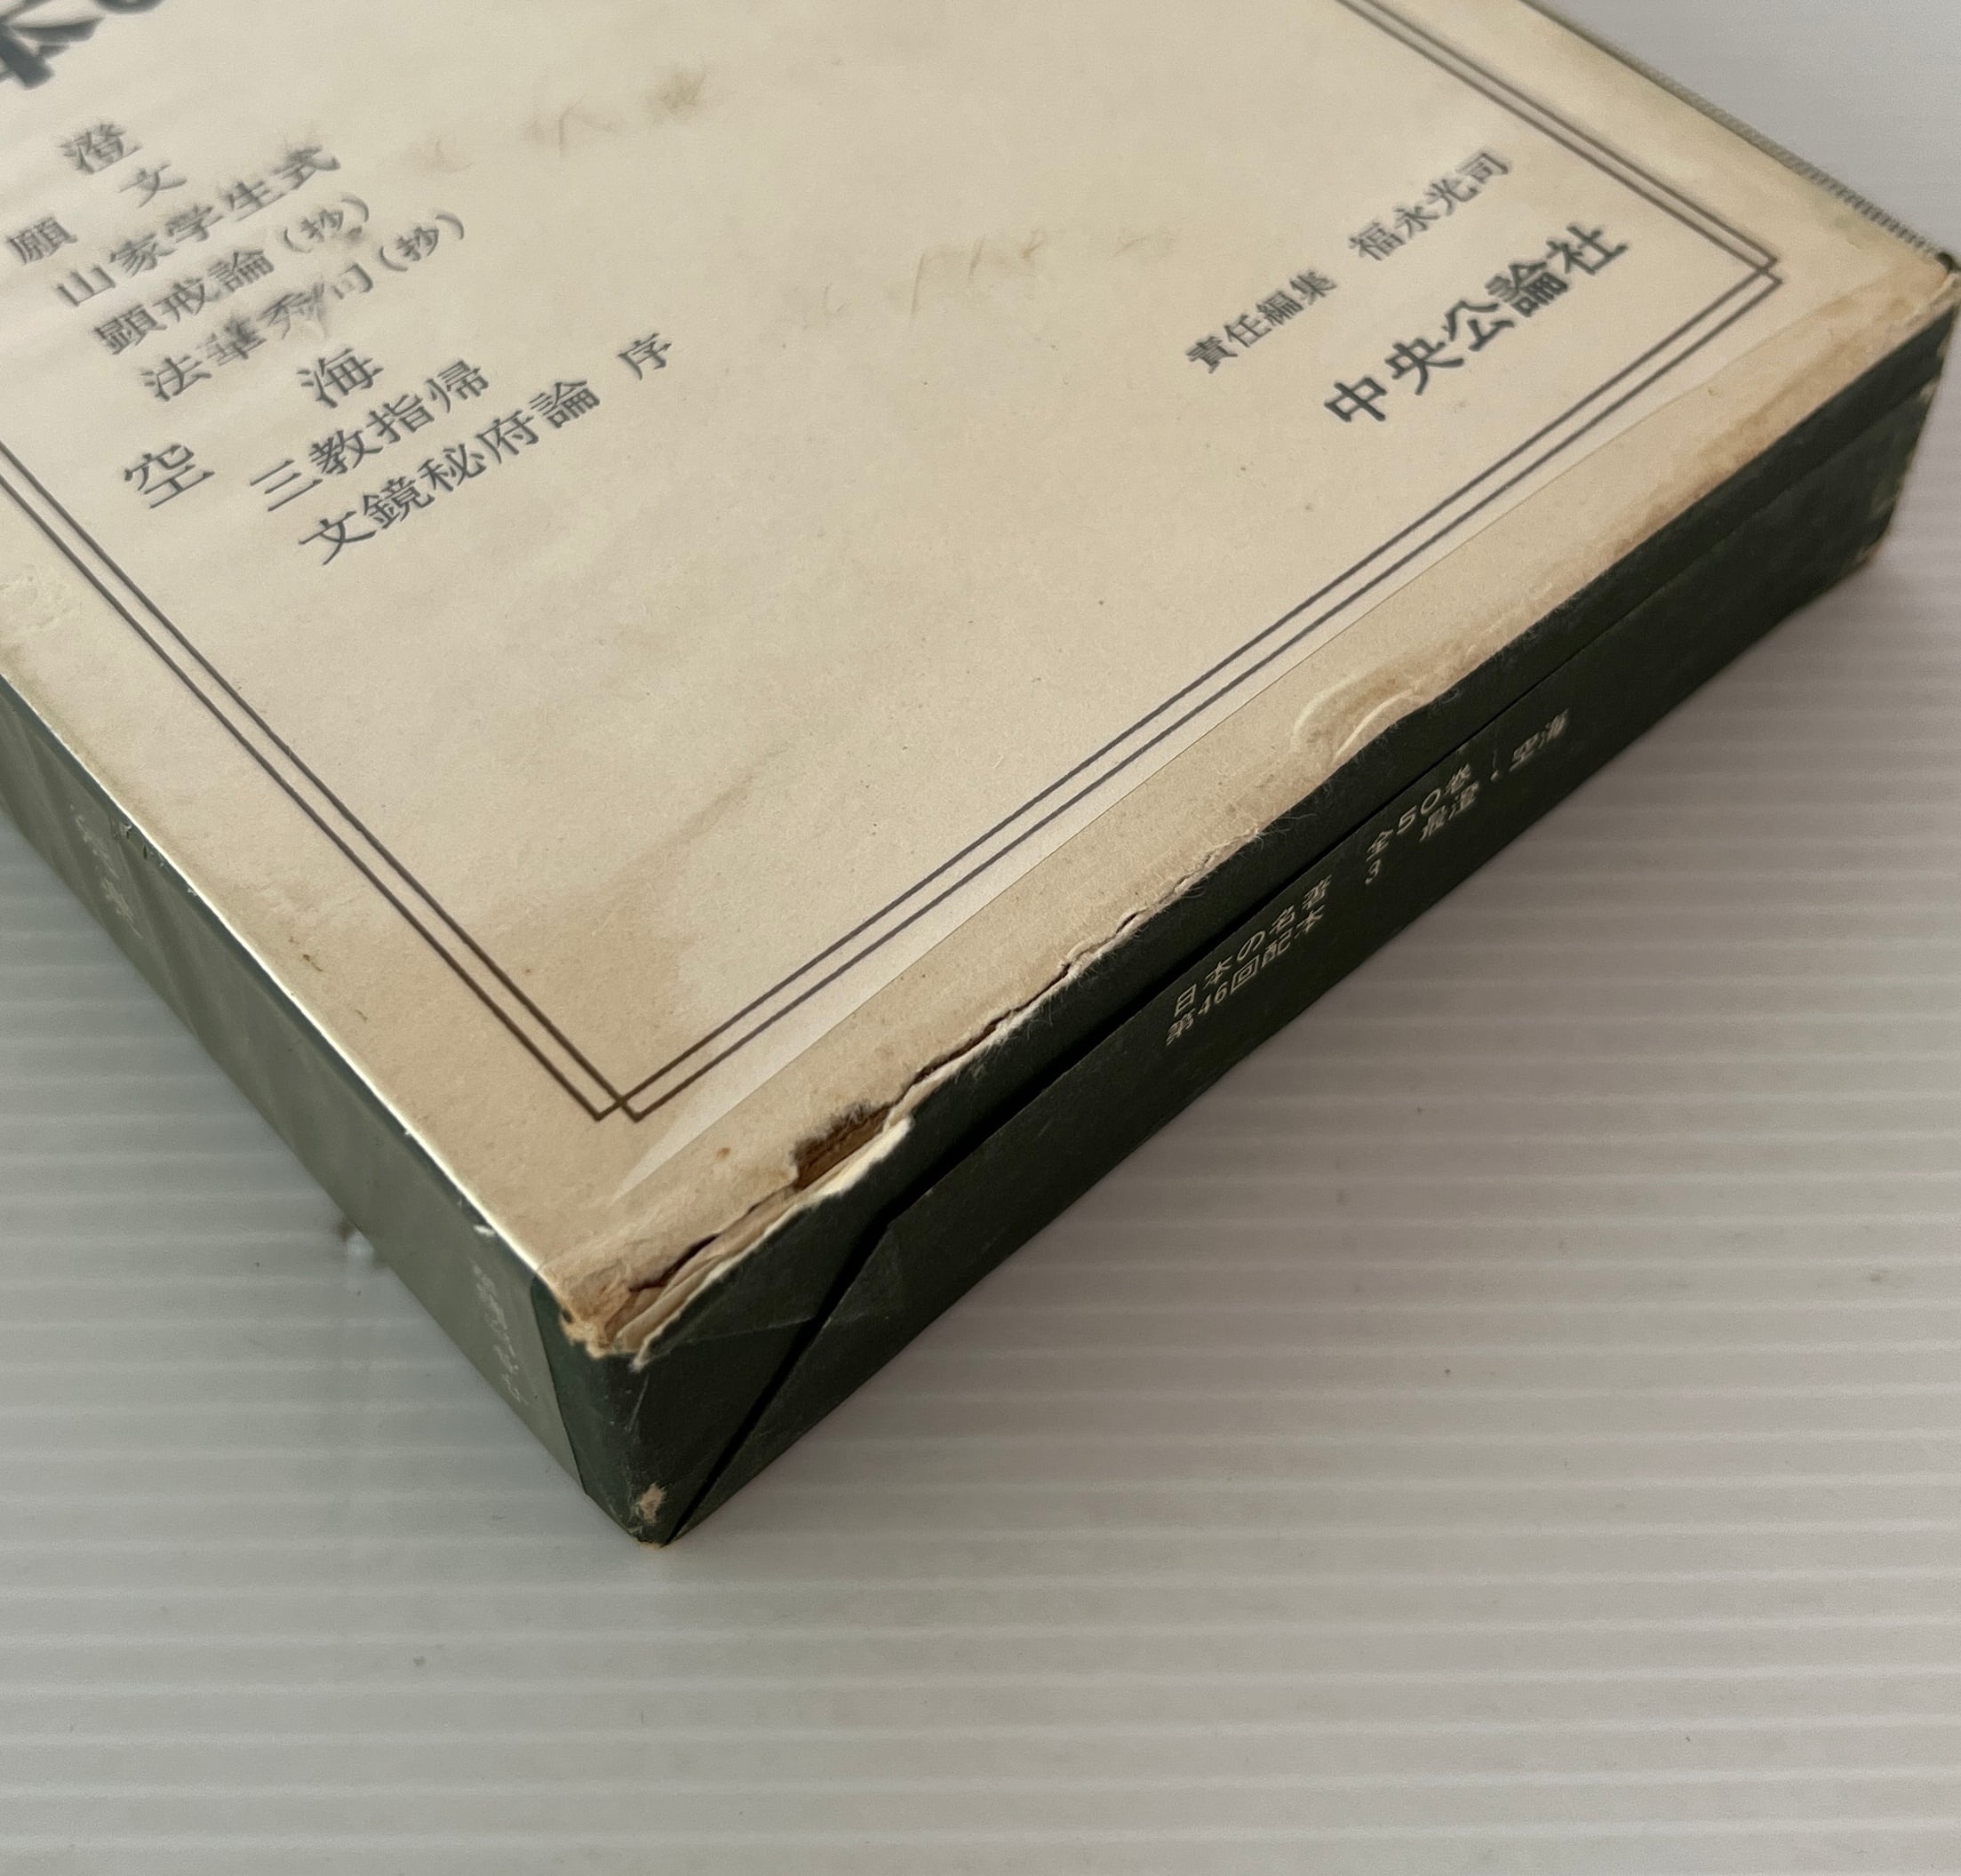 澄
願文
山家学生式
顕戒論(抄)
法華秀句(抄)
空海
三教指帰
文鏡秘府論 序
責任編集 福永光司
中央公論社
日本の名著 全50巻
第46回配本 3 最澄・空海